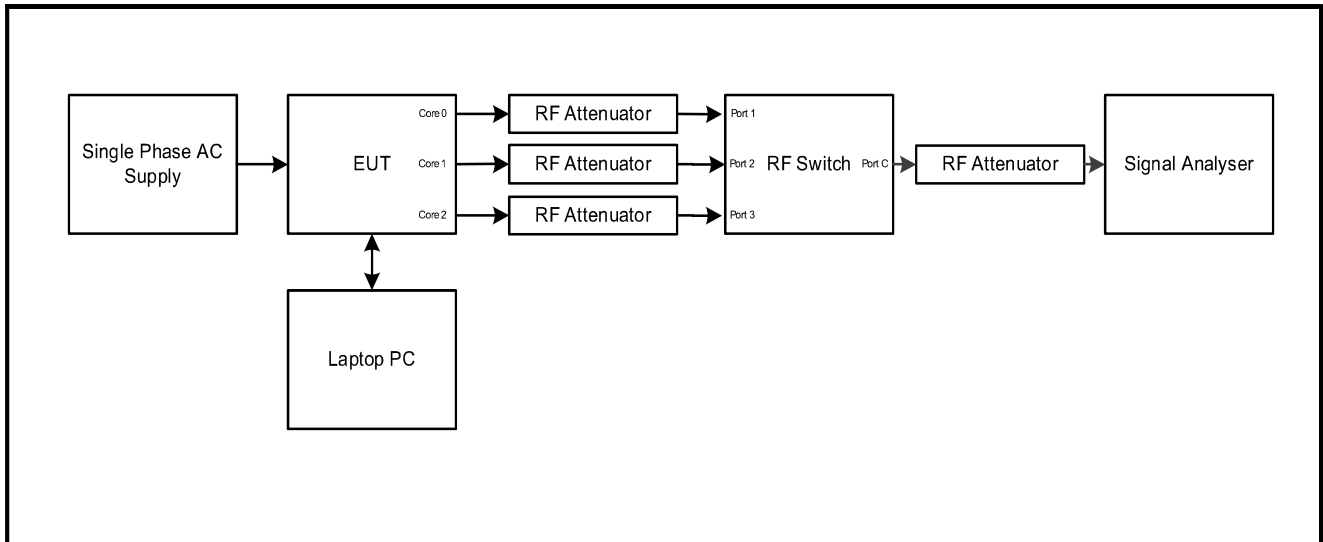 Single Phase AC
Supply
EUT
Core 0
Core 1
Core 2
RF Attenuator
RF Attenuator
RF Attenuator
Port 1
Port 2
Port 3
RF Switch
Port C
RF Attenuator
Signal Analyser
Laptop PC